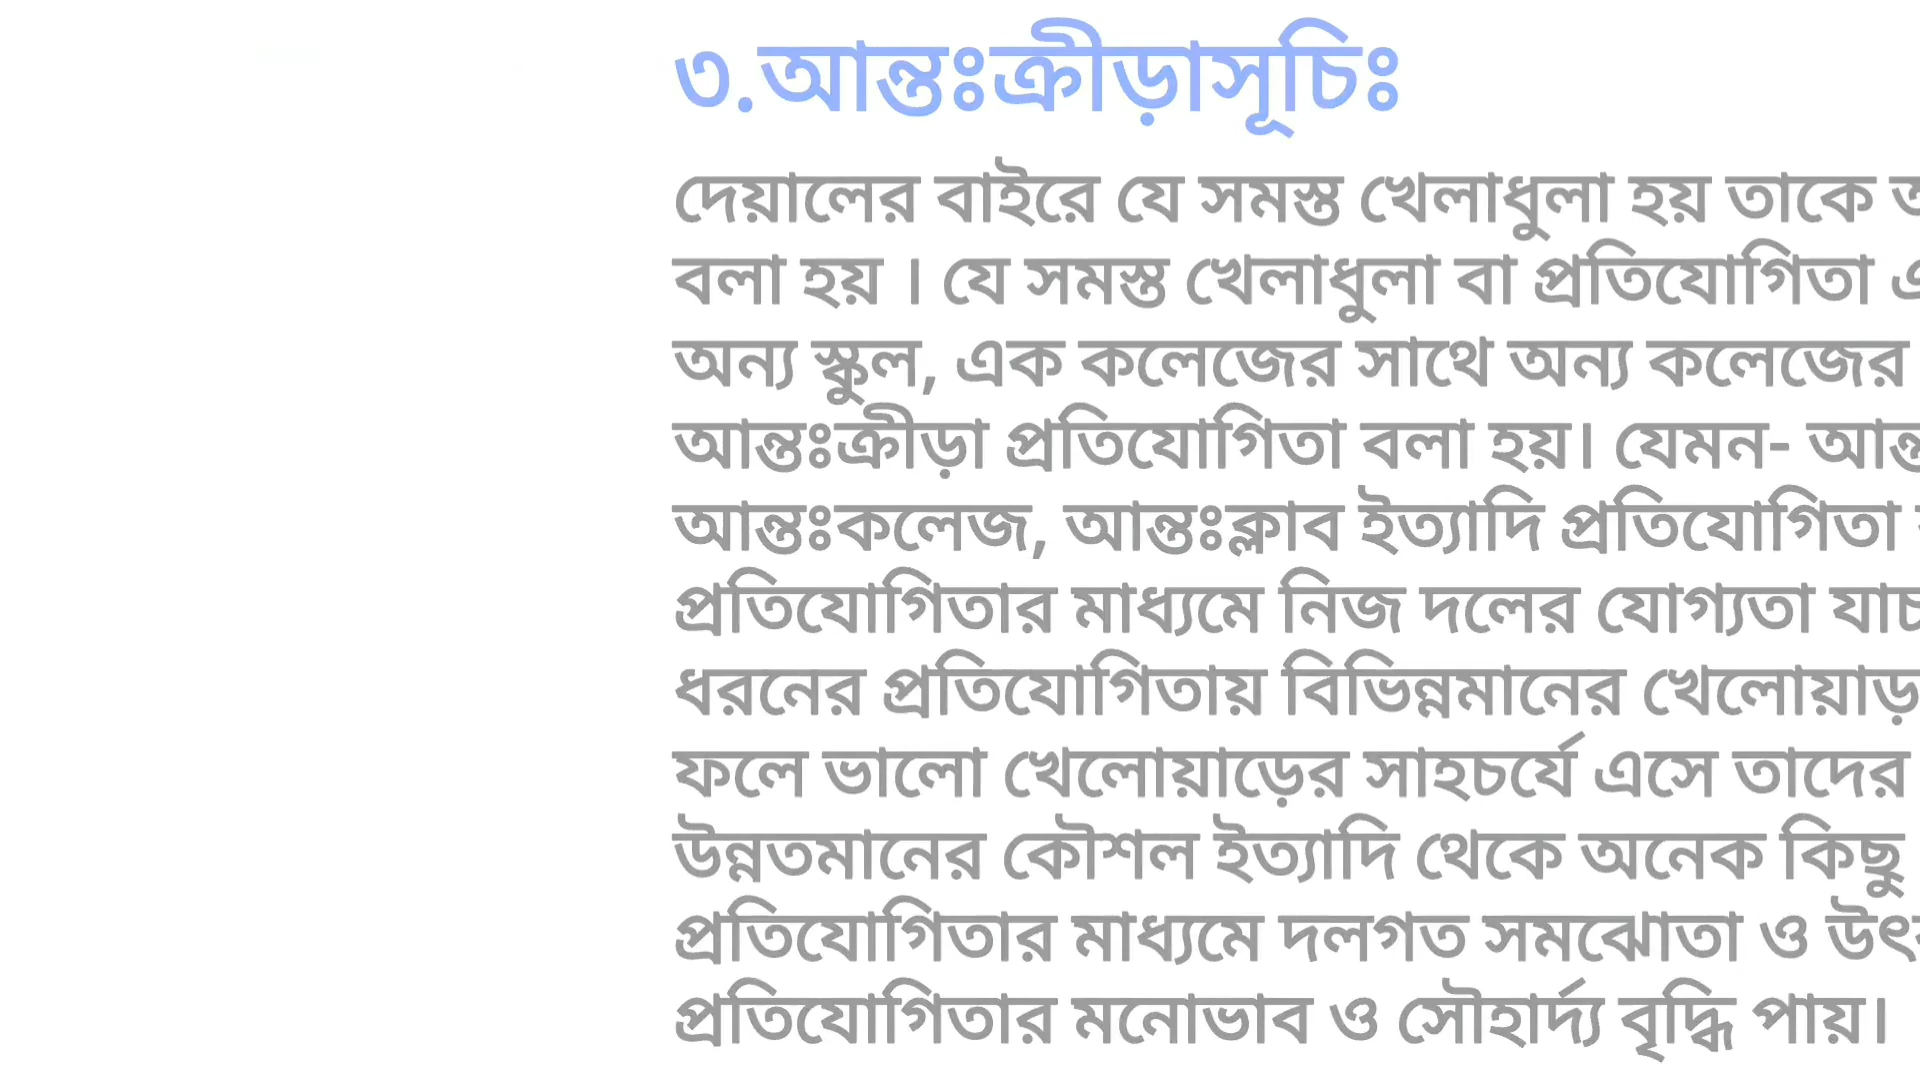 ৩.আন্তঃক্রীড়াসূচিঃ
দেয়ালের বাইরে যে সমস্ত খেলাধুলা হয় তাকে
বলা হয় । যে সমস্ত খেলাধুলা বা প্রতিযোগিতা
অন্য স্কুল, এক কলেজের সাথে অন্য কলেজের
আন্তঃক্রীড়া প্রতিযোগিতা বলা হয়। যেমন-
আন্তঃকলেজ, আন্তঃক্লাব ইত্যাদি প্রতিযোগিতা
প্রতিযোগিতার মাধ্যমে নিজ দলের যোগ্যতা
ধরনের প্রতিযোগিতায় বিভিন্নমানের
ফলে ভালো খেলোয়াড়ের সাহচর্যে এসে তাদের
উন্নতমানের কৌশল ইত্যাদি থেকে অনেক কিছু
প্রতিযোগিতার মাধ্যমে দলগত সমঝোতা ও
প্রতিযোগিতার মনোভাব ও সৌহার্দ্য বৃদ্ধি পায়।